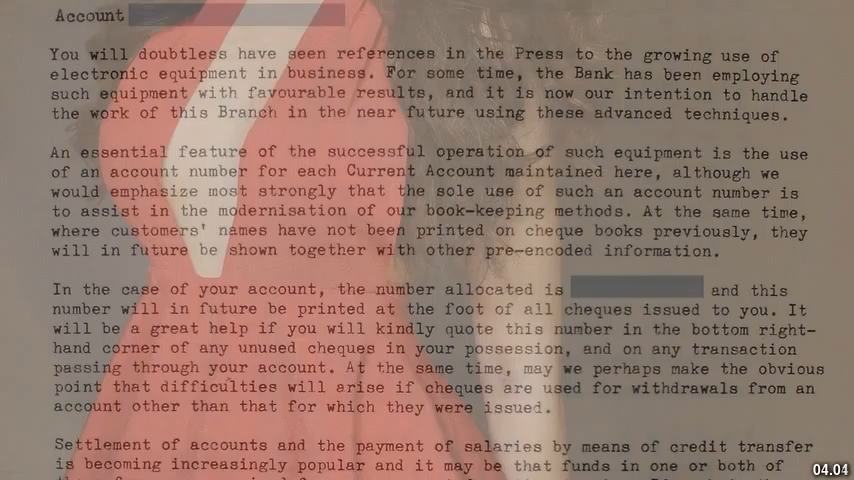 Account
You will doubtless have seen references in the Press to the growing use of
electronic equipment in business. For some time, the Bank has been employing
such equipment with favourable results, and it is now our intention to handle
the work of this Branch in the near future using these advanced techniques.
An essential feature of the successful operation of such equipment is the use
of an account number for each Current Account maintained here, although we
would emphasize most strongly that the sole use of such an account number is
to assist in the modernisation of our book-keeping methods. At the same time,
where customers' names have not been printed on cheque books previously, they
will in future be shown together with other pre-encoded information.
In the case of your account, the number allocated is and this
number will in future be printed at the foot of all cheques issued to you. It
will be a great help if you will kindly quote this number in the bottom right-
hand corner of any unused cheques in your possession, and on any transaction
passing through your account. At the same time, may we perhaps make the obvious
point that difficulties will arise if cheques are used for withdrawals from an
account other than that for which they were issued.
Settlement of accounts and the payment of salaries by means of credit transfer
is becoming increasingly popular and it may be that funds in one or both of
04.04